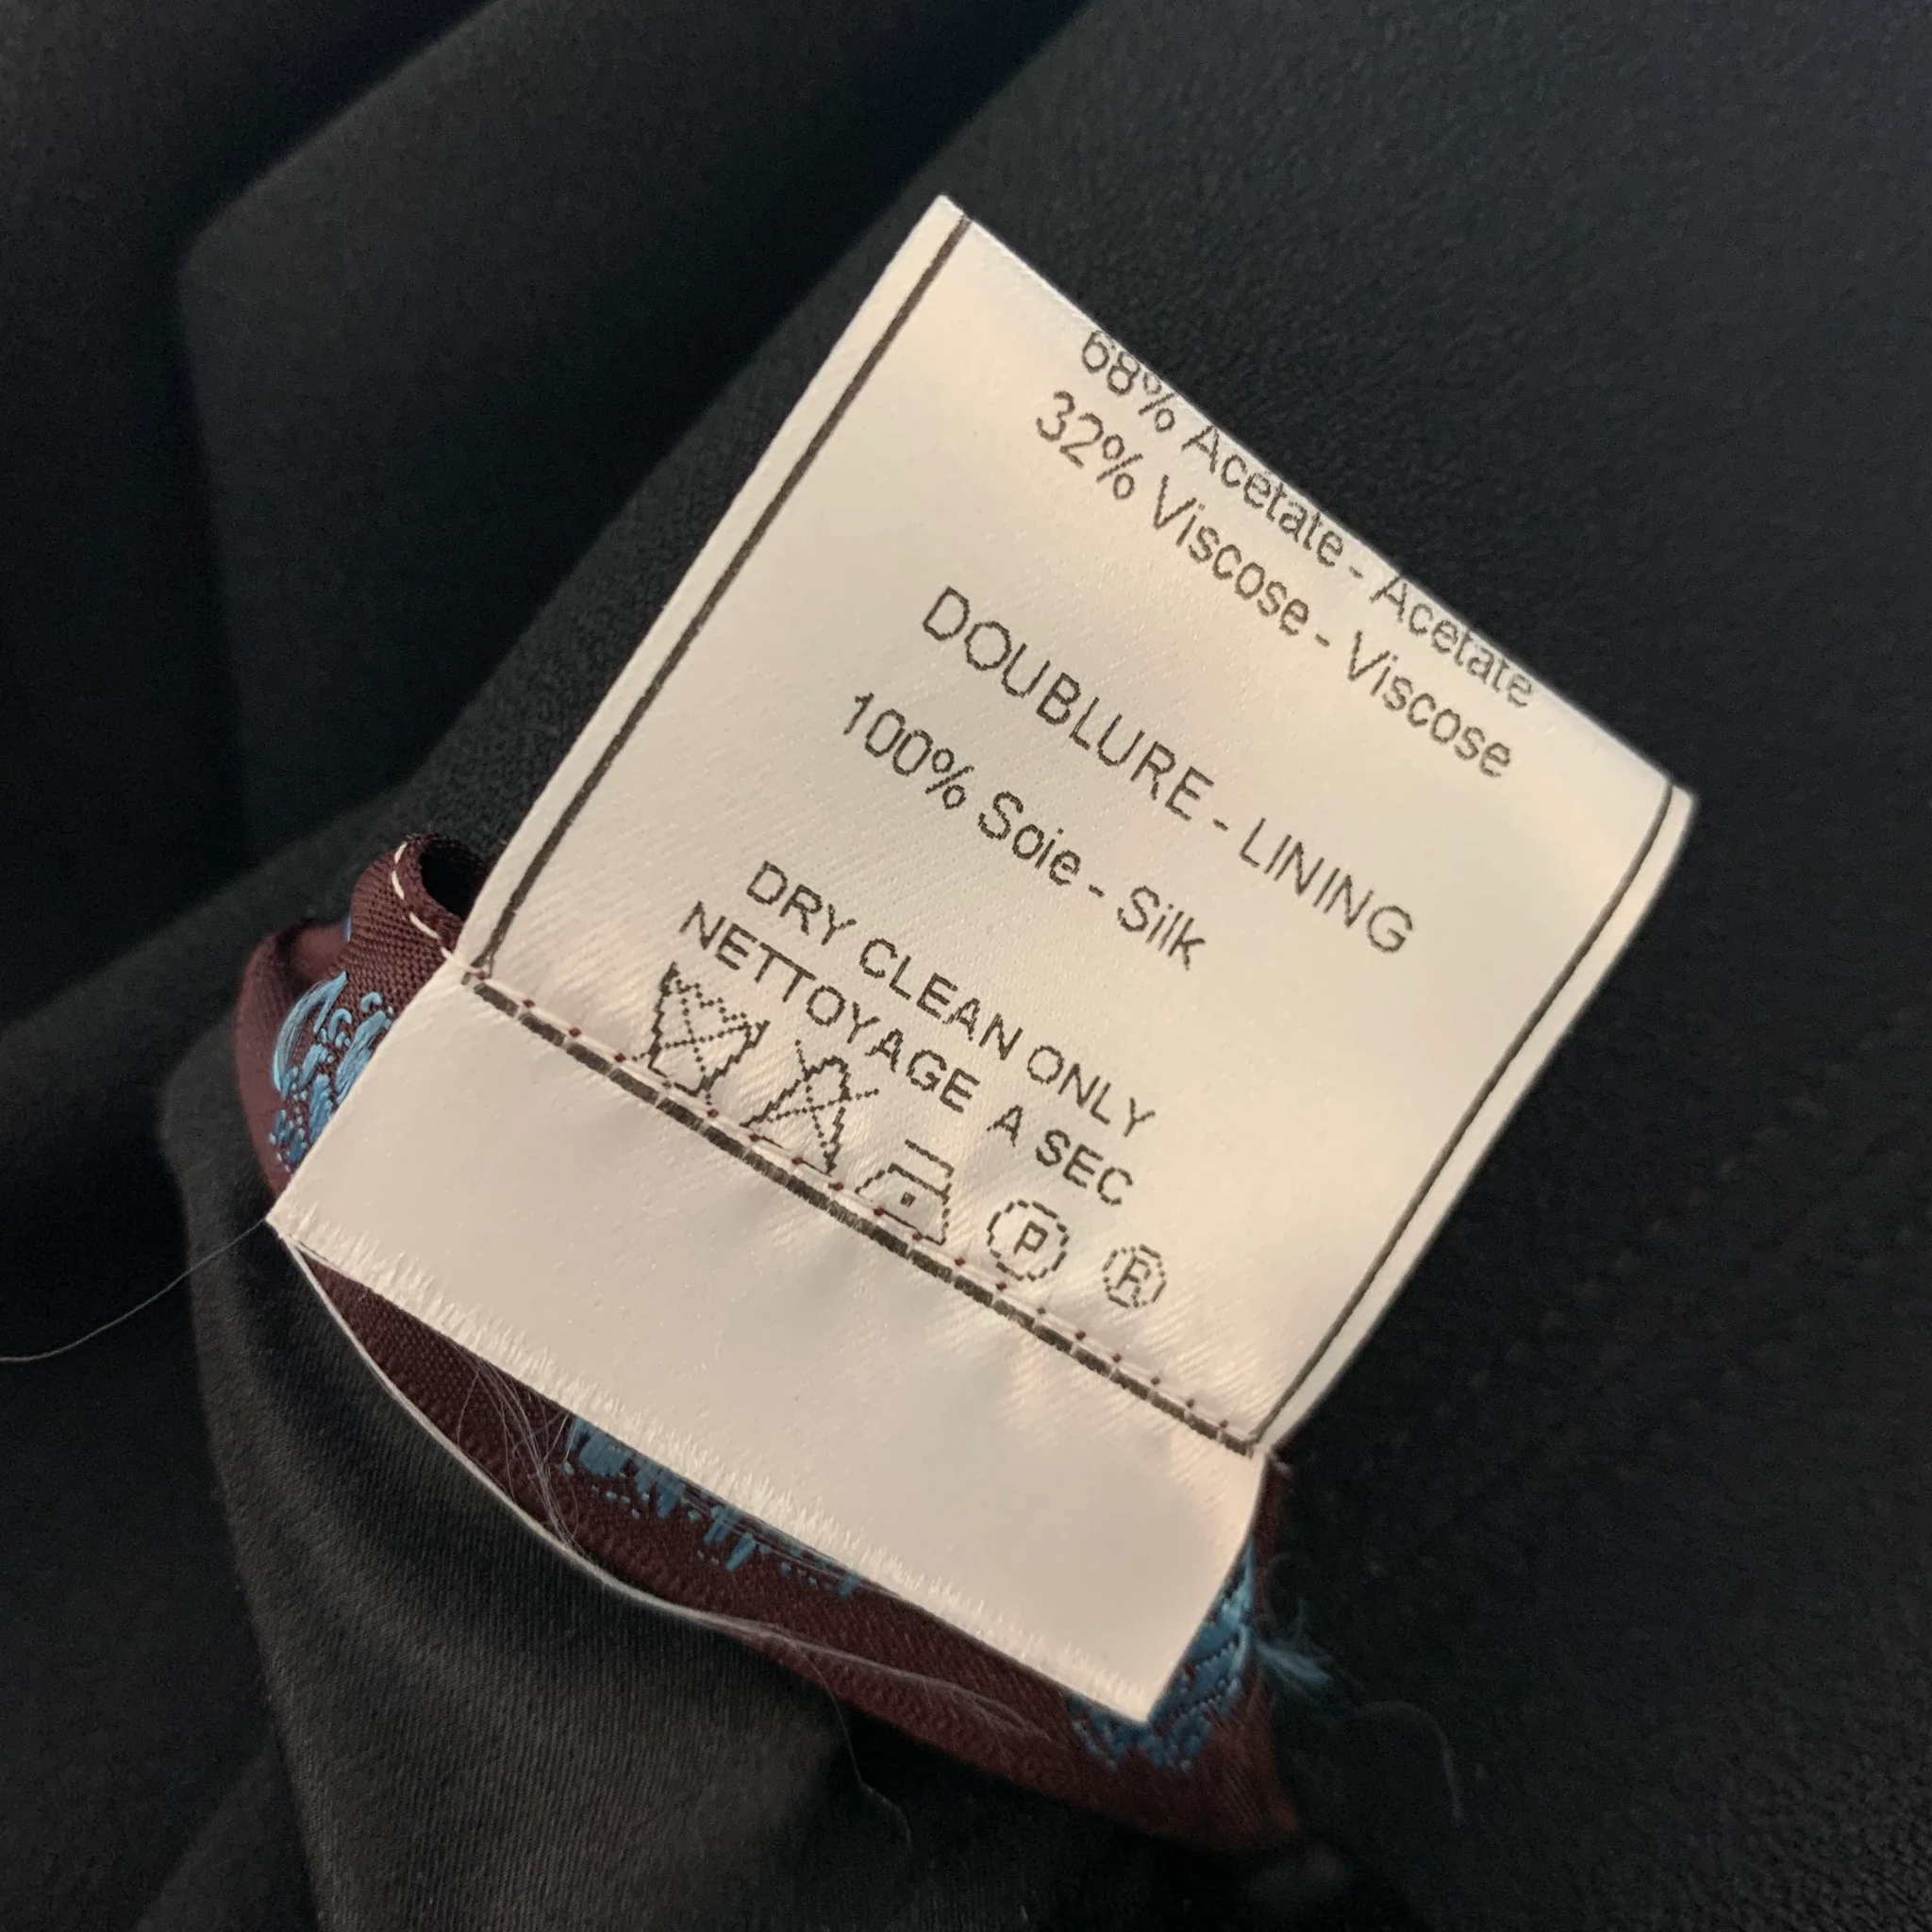 68% Acétate - Acetate
32% Viscose - Viscose
DOUBLURE - LINING
100% Soie - Silk
DRY CLEAN ONLY
NETTOYAGE A SEC
P R